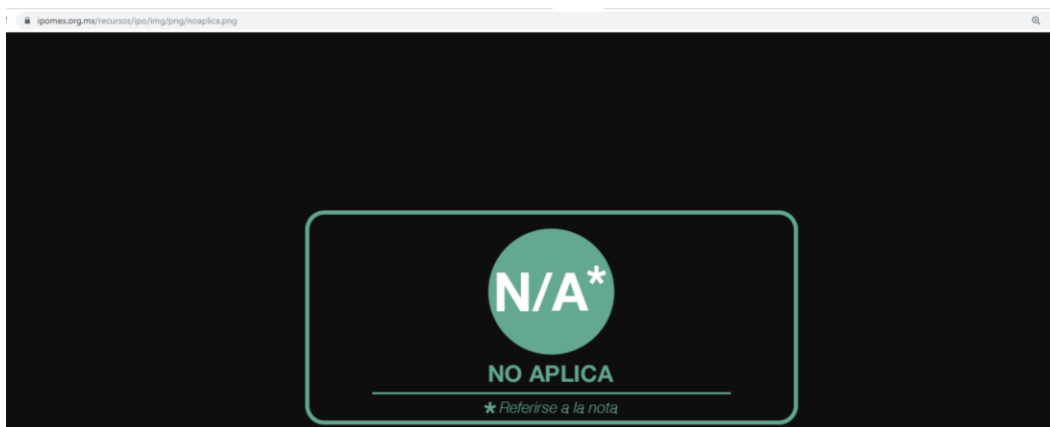 ipomex.org.mx/recursos/ipo/img/png/noaplica.png
N/A*
NO APLICA
* Referirse a la nota